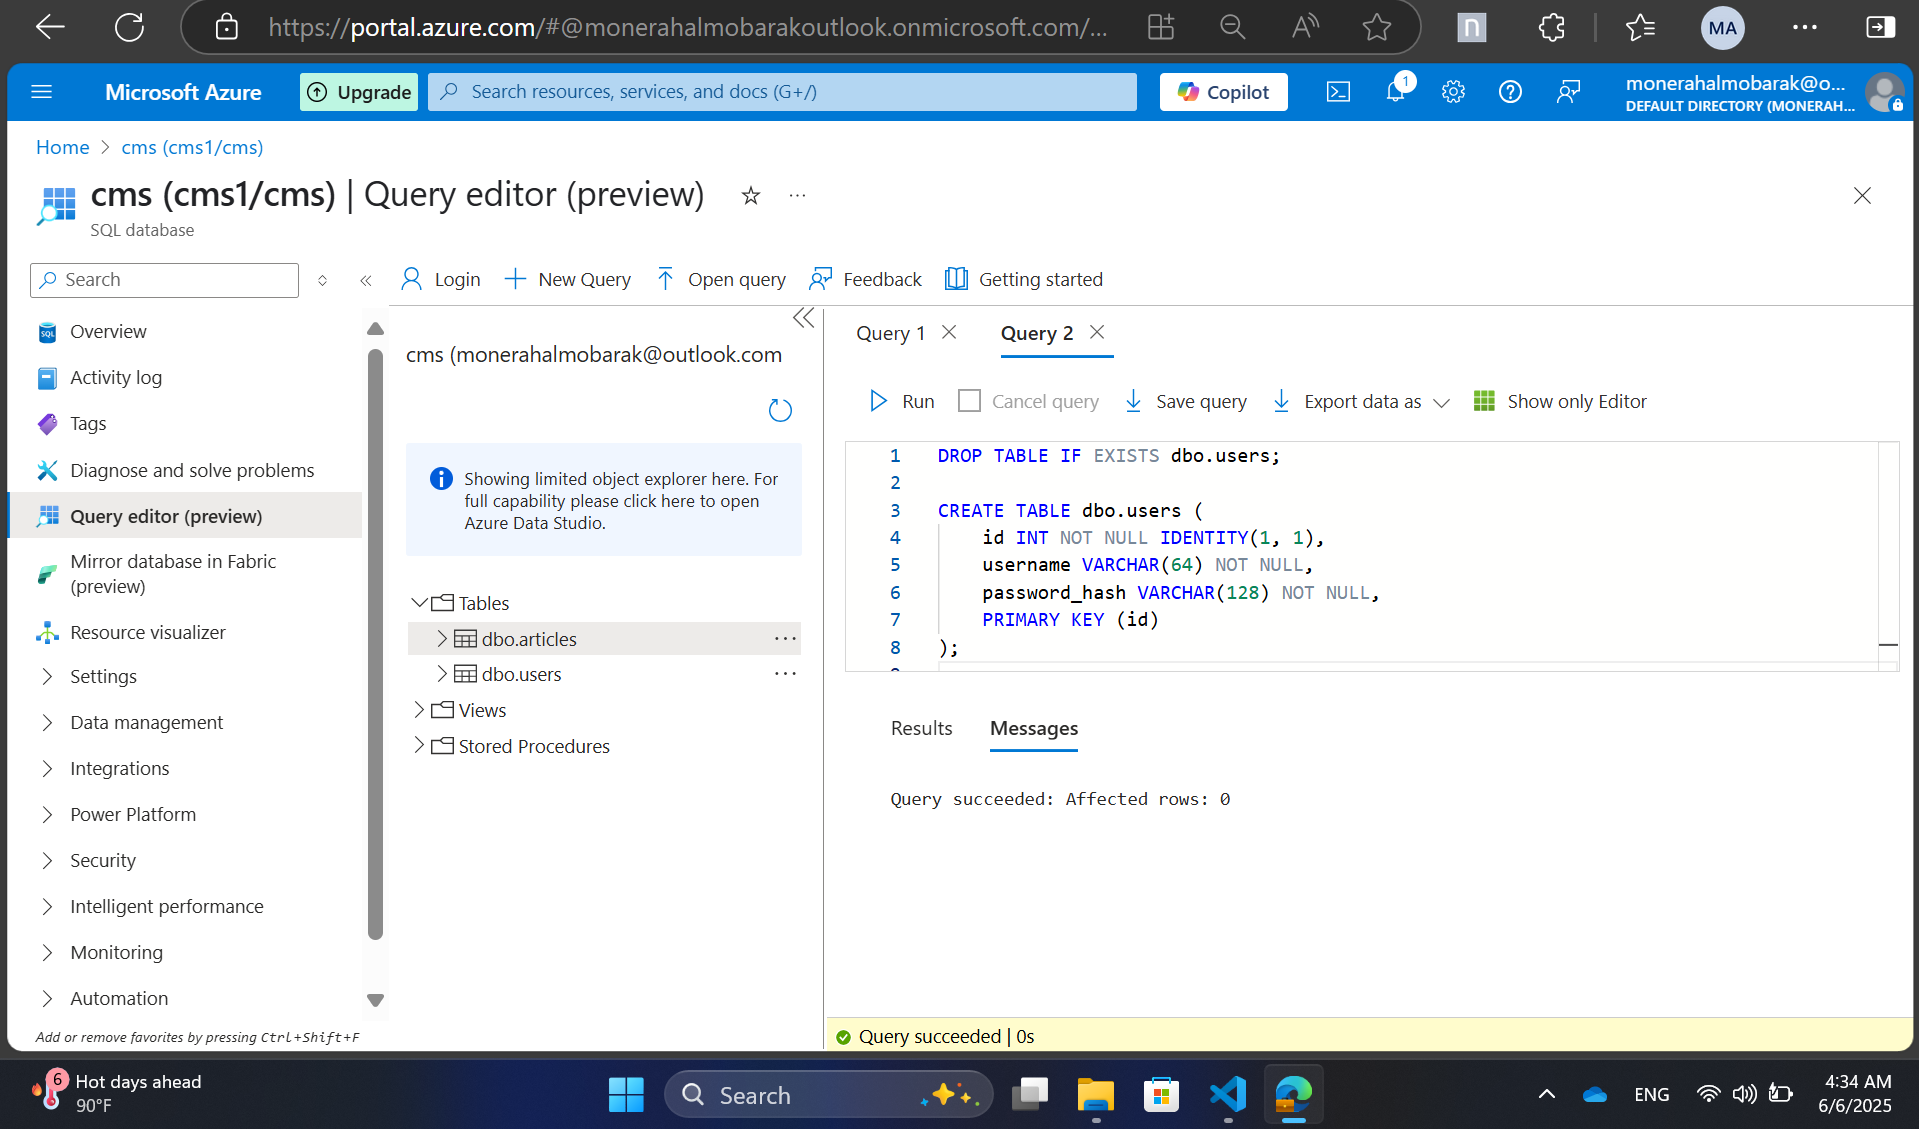 https://portal.azure.com/#@monerahalmobarakoutlook.onmicrosoft.com/...
n
MA
Microsoft Azure
Upgrade
Search resources, services, and docs (G+/)
Copilot
1
monerahalmobarak@o...
DEFAULT DIRECTORY (MONERAH...
Home > cms (cms1/cms)
cms (cms1/cms) | Query editor (preview)
SQL database
Search
Login
New Query
Open query
Feedback
Getting started
Overview
Activity log
Tags
Diagnose and solve problems
Query editor (preview)
Mirror database in Fabric
(preview)
Resource visualizer
Settings
Data management
Integrations
Power Platform
Security
Intelligent performance
Monitoring
Automation
Add or remove favorites by pressing Ctrl+Shift+F
cms (monerahalmobarak@outlook.com
Showing limited object explorer here. For
full capability please click here to open
Azure Data Studio.
Tables
dbo.articles
dbo.users
Views
Stored Procedures
Query 1
Query 2
Run
Cancel query
Save query
Export data as
Show only Editor
1 DROP TABLE IF EXISTS dbo.users;
2
3 CREATE TABLE dbo.users (
4 id INT NOT NULL IDENTITY(1, 1),
5 username VARCHAR(64) NOT NULL,
6 password_hash VARCHAR(128) NOT NULL,
7 PRIMARY KEY (id)
8 );
Results
Messages
Query succeeded: Affected rows: 0
Query succeeded | 0s
6
Hot days ahead
90°F
Search
ENG
4:34 AM
6/6/2025